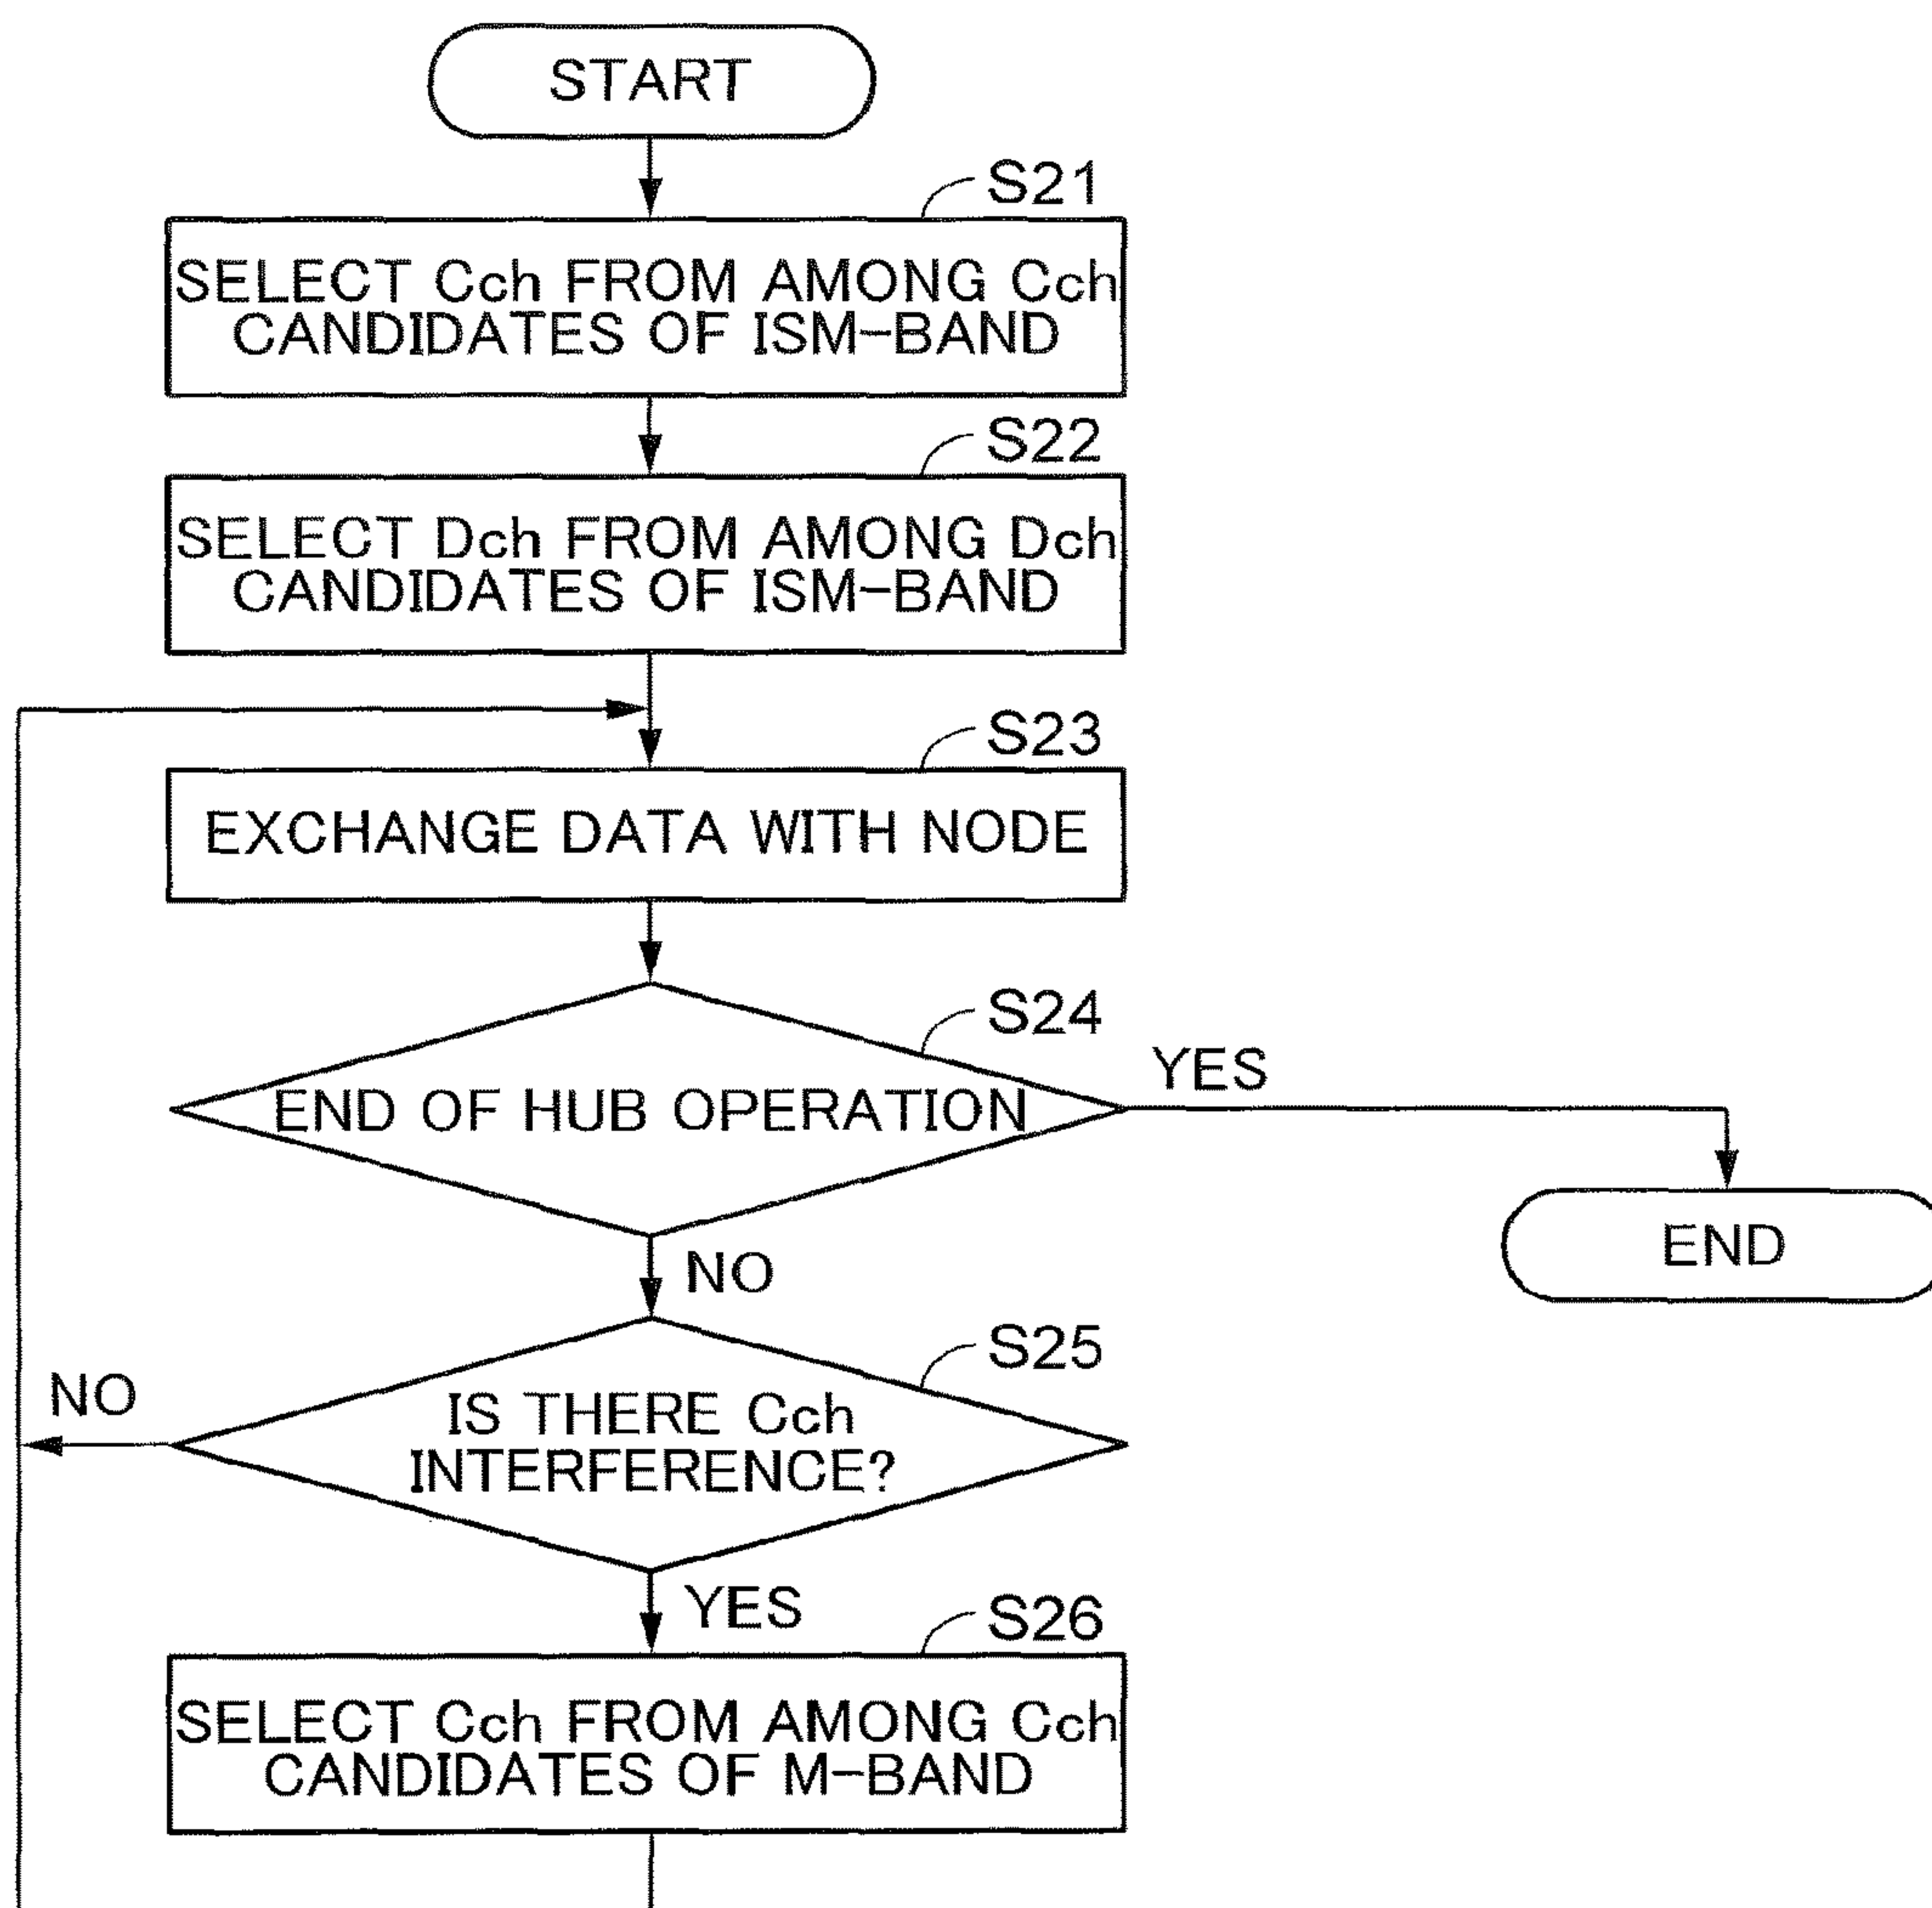 START
S21
SELECT Cch FROM AMONG Cch
CANDIDATES OF ISM-BAND
S22
SELECT Dch FROM AMONG Dch
CANDIDATES OF ISM-BAND
S23
EXCHANGE DATA WITH NODE
S24
END OF HUB OPERATION
YES
END
NO
S25
IS THERE Cch
INTERFERENCE?
NO
YES
S26
SELECT Cch FROM AMONG Cch
CANDIDATES OF M-BAND